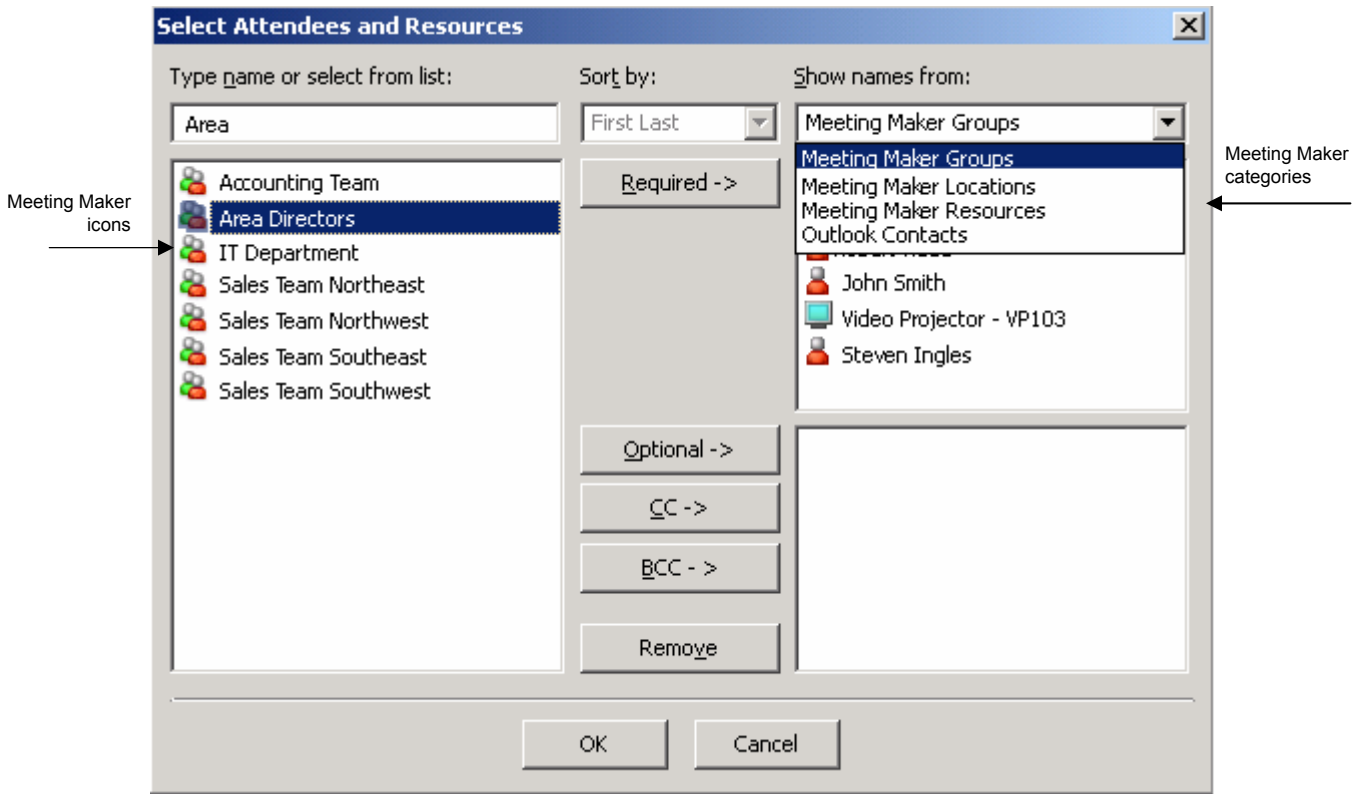 Select Attendees and Resources
Type name or select from list:
Sort by:
Show names from:
Area
First Last
Meeting Maker Groups
Meeting Maker Groups
Meeting Maker Locations
Meeting Maker Resources
Outlook Contacts
Meeting Maker
categories
Meeting Maker
icons
Accounting Team
Area Directors
IT Department
Sales Team Northeast
Sales Team Northwest
Sales Team Southeast
Sales Team Southwest
Required ->
John Smith
Video Projector - VP103
Steven Ingles
Optional ->
CC ->
BCC - >
Remove
OK
Cancel